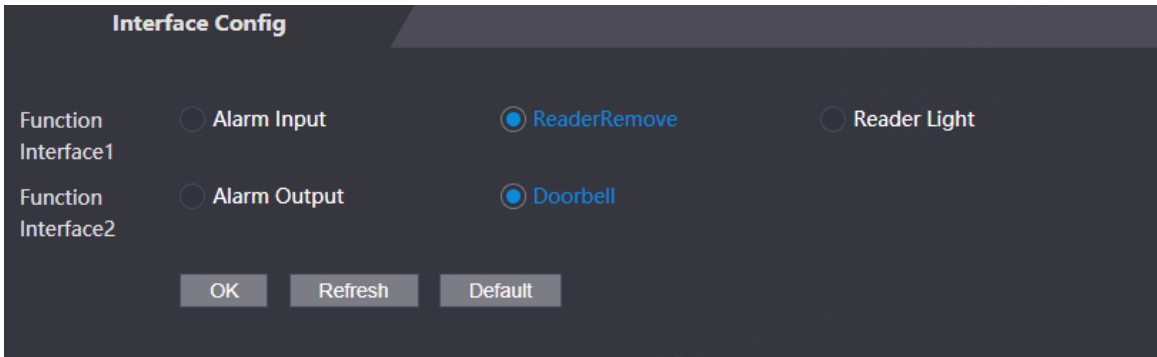 Interface Config
Function Interface1
Alarm Input
ReaderRemove
Reader Light
Function Interface2
Alarm Output
Doorbell
OK
Refresh
Default